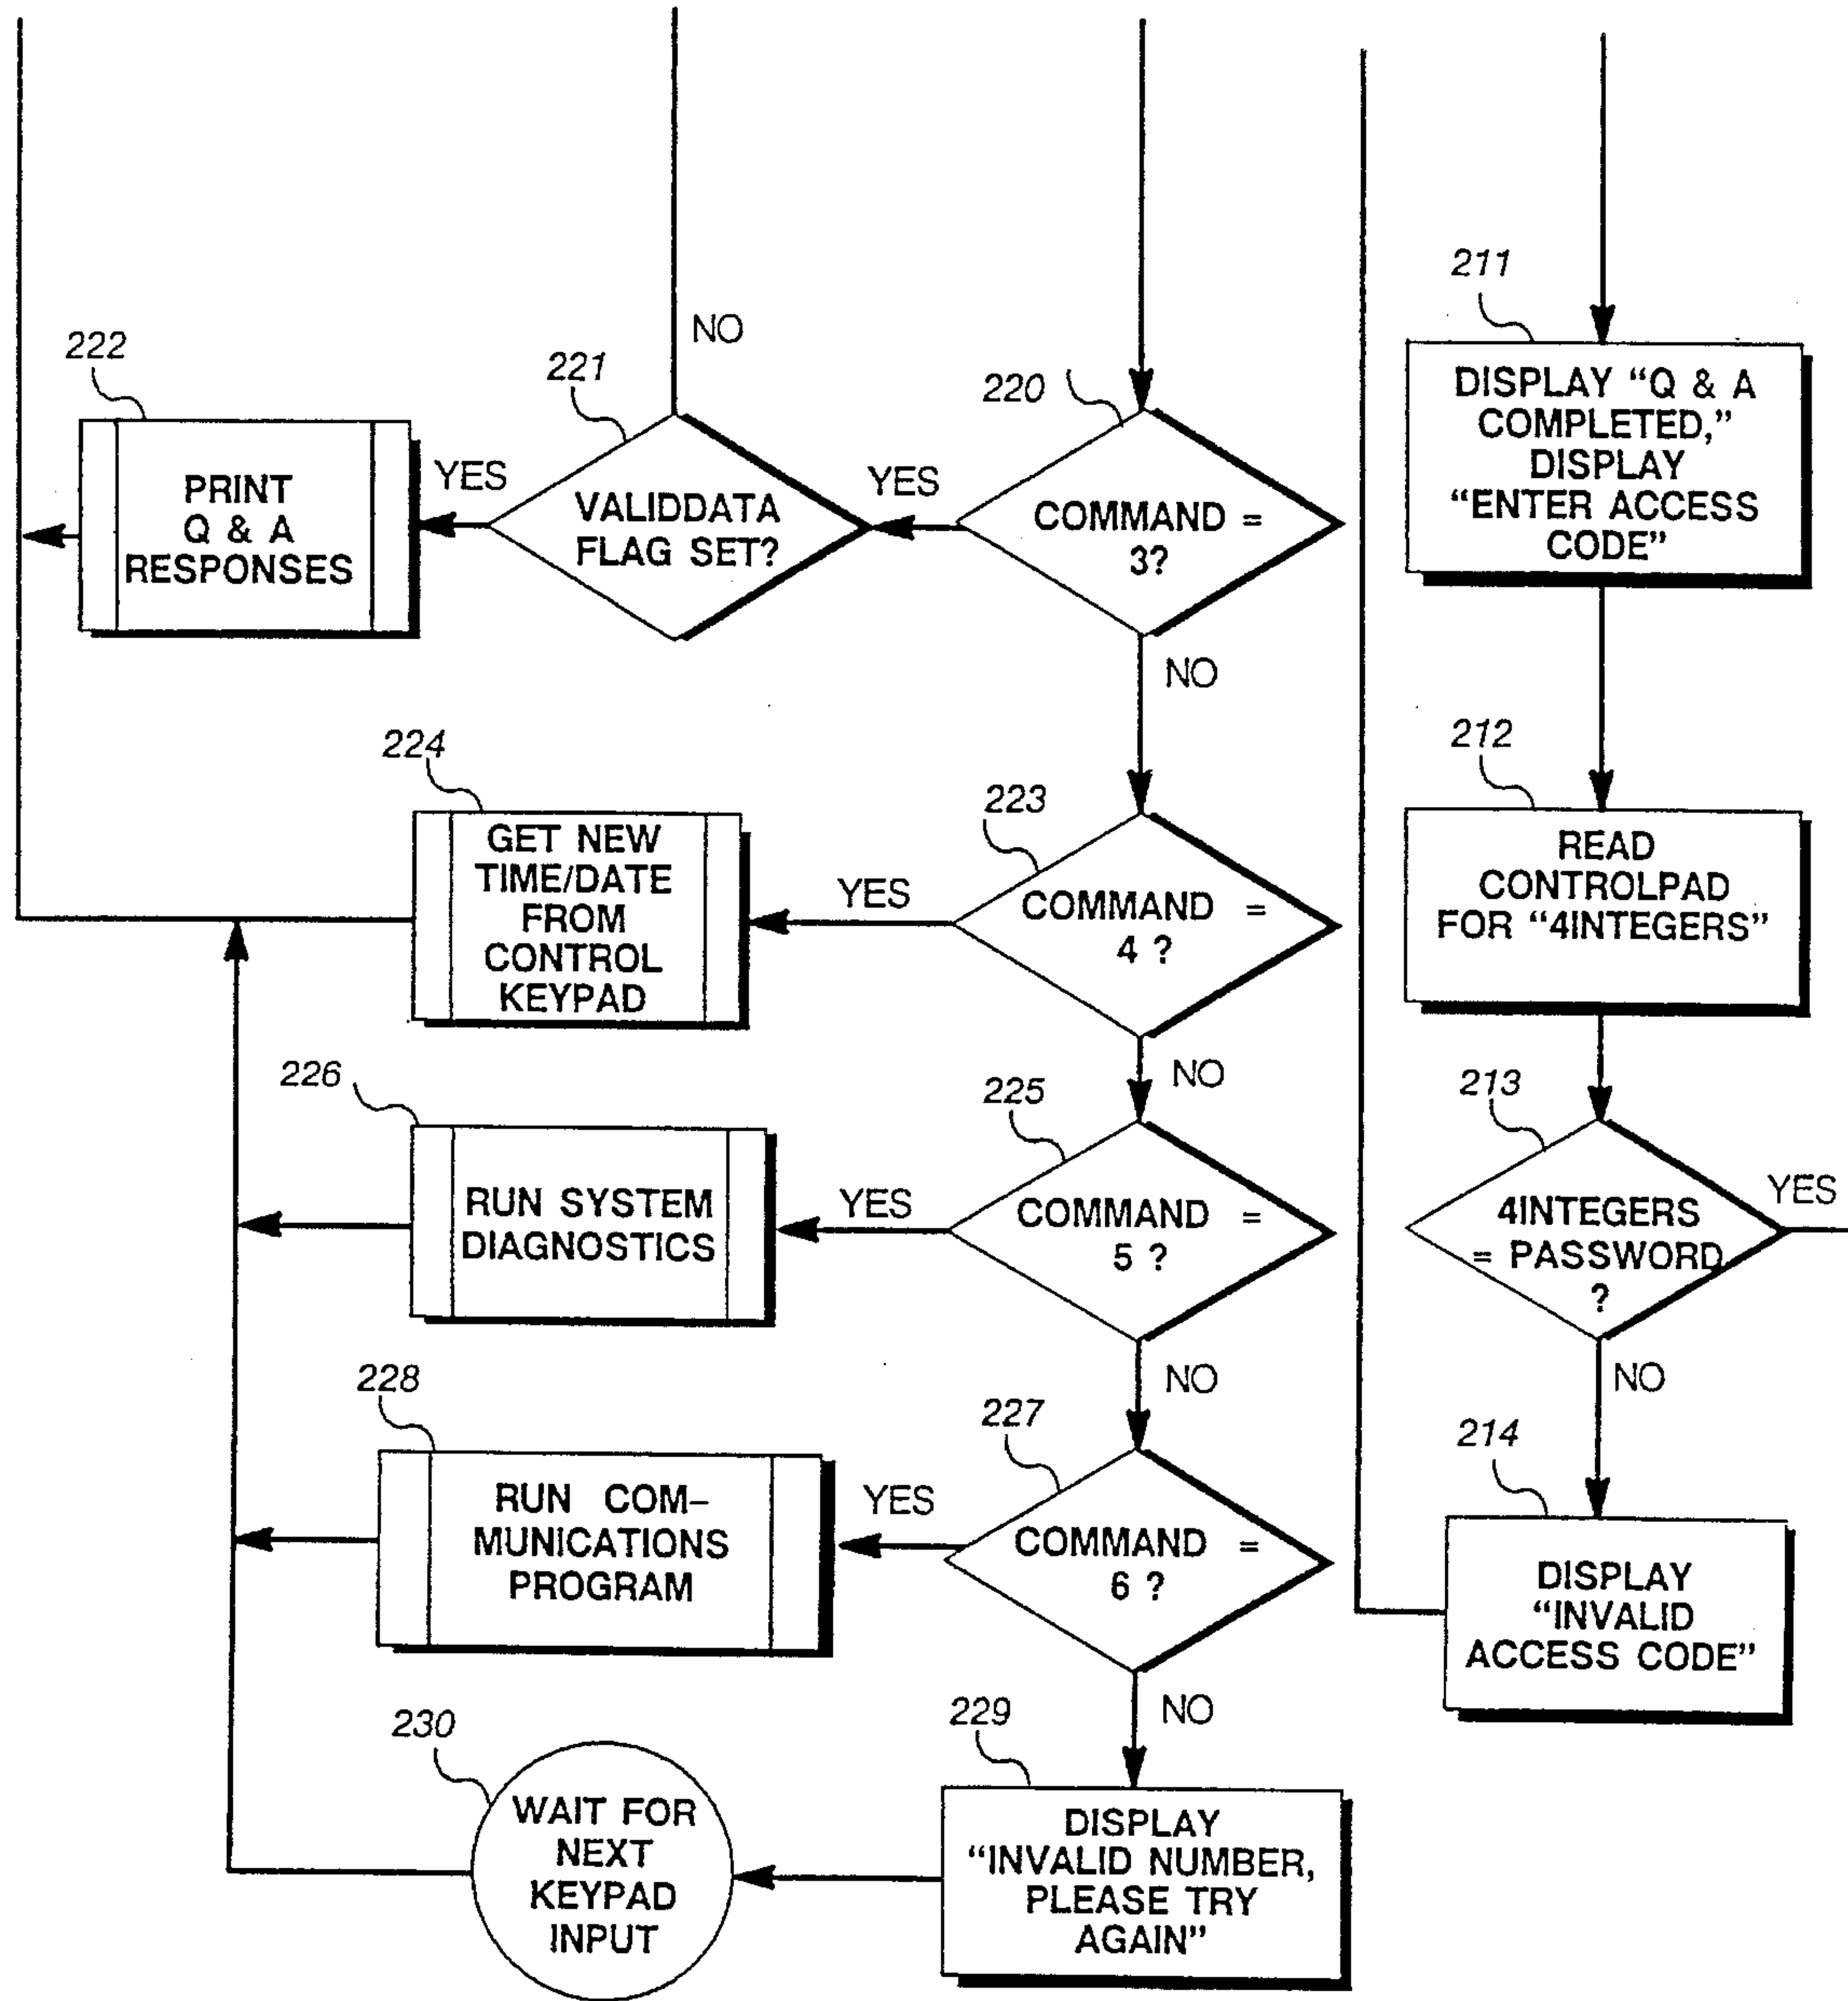 NO
222
221
220
PRINT
Q & A
RESPONSES
YES
VALIDDATA
FLAG SET?
YES
COMMAND =
3?
NO
224
GET NEW
TIME/DATE
FROM
CONTROL
KEYPAD
YES
223
COMMAND =
4 ?
NO
226
RUN SYSTEM
DIAGNOSTICS
YES
225
COMMAND =
5 ?
NO
228
RUN COM–
MUNICATIONS
PROGRAM
YES
227
COMMAND =
6 ?
NO
230
WAIT FOR
NEXT
KEYPAD
INPUT
229
DISPLAY
“INVALID NUMBER,
PLEASE TRY
AGAIN”
211
DISPLAY “Q & A
COMPLETED,”
DISPLAY
“ENTER ACCESS
CODE”
212
READ
CONTROLPAD
FOR “4INTEGERS”
213
4INTEGERS
= PASSWORD
?
YES
NO
214
DISPLAY
“INVALID
ACCESS CODE”